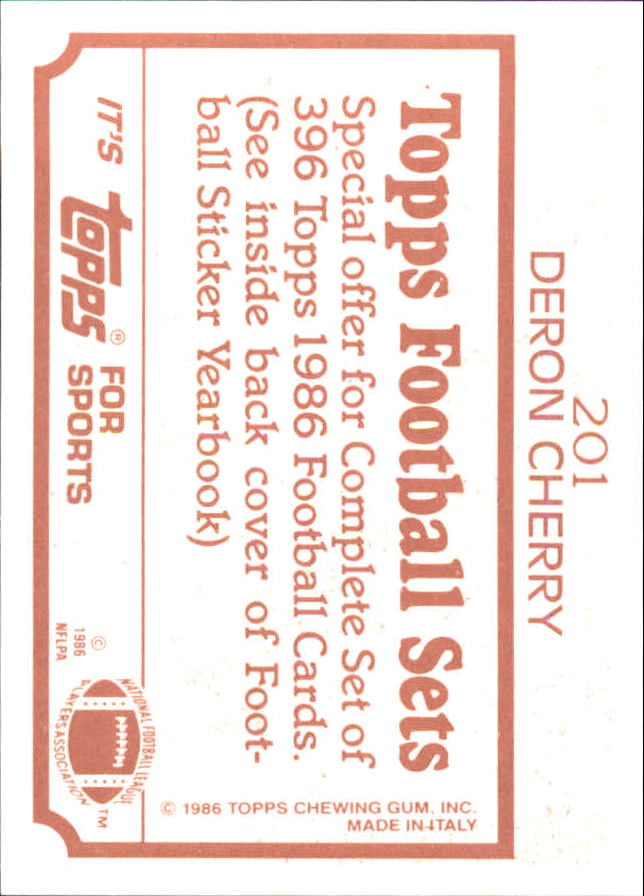 201
DERON CHERRY
Topps Football Sets
Special offer for Complete Set of
396 Topps 1986 Football Cards.
(See inside back cover of Foot-
ball Sticker Yearbook)
© 1986 TOPPS CHEWING GUM, INC.
MADE IN ITALY
IT'S Topps® FOR
SPORTS
©
1986
NFLPA
NATIONAL FOOTBALL LEAGUE
PLAYERS ASSOCIATION
TM